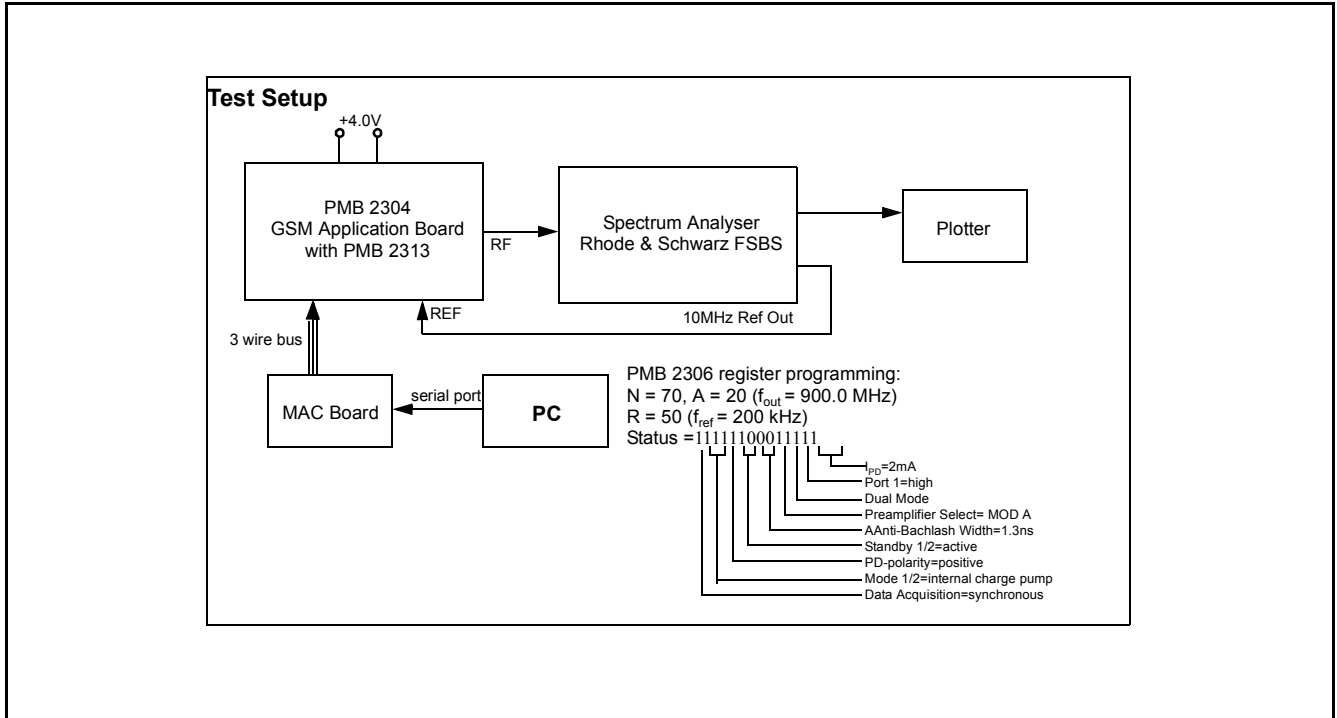 Test Setup
+4.0V
PMB 2304
GSM Application Board
with PMB 2313
RF
Spectrum Analyser
Rhode & Schwarz FSBS
Plotter
REF
10MHz Ref Out
3 wire bus
MAC Board
serial port
PC
PMB 2306 register programming:
N = 70, A = 20 (fout = 900.0 MHz)
R = 50 (fref = 200 kHz)
Status =11111100011111
IPD=2mA
Port 1=high
Dual Mode
Preamplifier Select= MOD A
AAnti-Bachlash Width=1.3ns
Standby 1/2=active
PD-polarity=positive
Mode 1/2=internal charge pump
Data Acquisition=synchronous